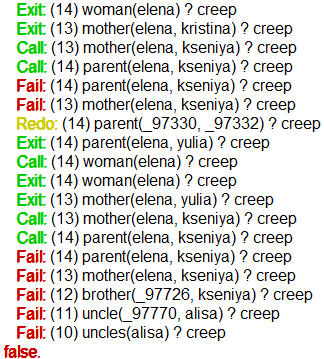 Exit: (14) woman(elena) ? creep
Exit: (13) mother(elena, kristina) ? creep
Call: (13) mother(elena, kseniya) ? creep
Call: (14) parent(elena, kseniya) ? creep
Fail: (14) parent(elena, kseniya) ? creep
Fail: (13) mother(elena, kseniya) ? creep
Redo: (14) parent(_97330, _97332) ? creep
Exit: (14) parent(elena, yulia) ? creep
Call: (14) woman(elena) ? creep
Exit: (14) woman(elena) ? creep
Exit: (13) mother(elena, yulia) ? creep
Call: (13) mother(elena, kseniya) ? creep
Call: (14) parent(elena, kseniya) ? creep
Fail: (14) parent(elena, kseniya) ? creep
Fail: (13) mother(elena, kseniya) ? creep
Fail: (12) brother(_97726, kseniya) ? creep
Fail: (11) uncle(_97770, alisa) ? creep
Fail: (10) uncles(alisa) ? creep
false.